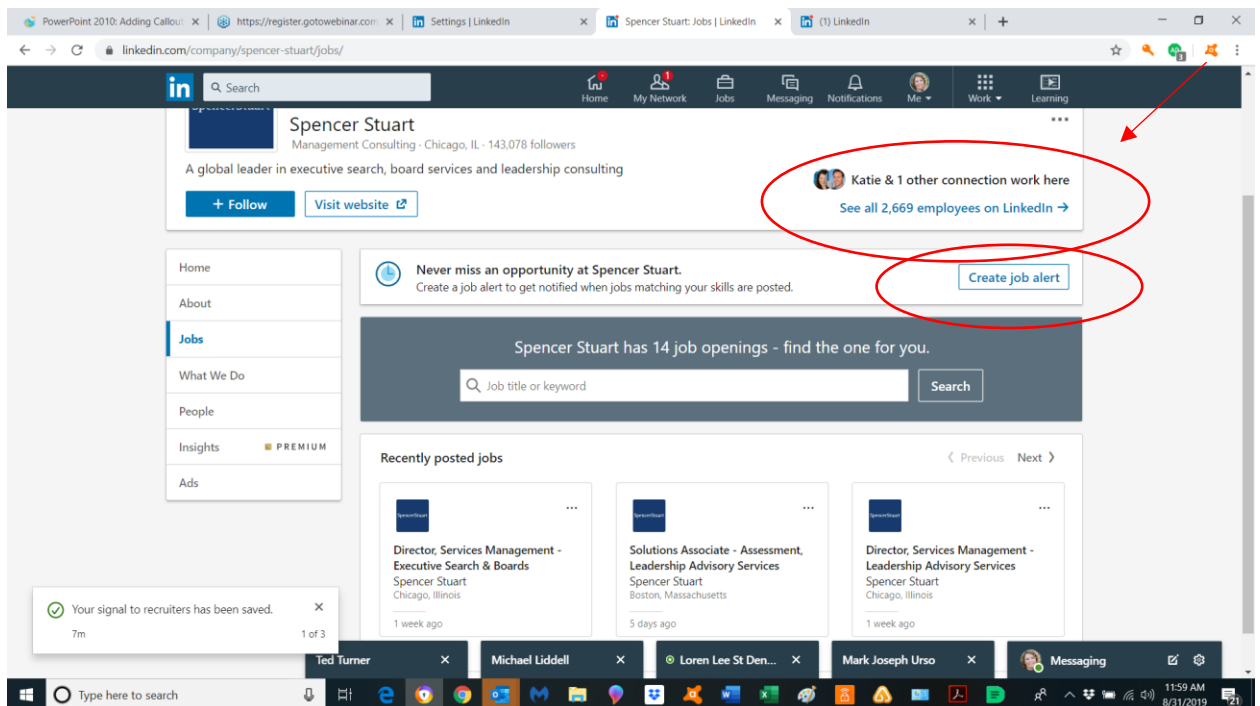 PowerPoint 2010: Adding Callout
https://register.gotowebinar.com
Settings | LinkedIn
Spencer Stuart: Jobs | LinkedIn
(1) LinkedIn
linkedin.com/company/spencer-stuart/jobs/
3
in
Search
1
Home
My Network
Jobs
Messaging
Notifications
Me
Work
Learning
SpencerStuart
Spencer Stuart
Management Consulting · Chicago, IL · 143,078 followers
A global leader in executive search, board services and leadership consulting
Katie & 1 other connection work here
+ Follow
Visit website
See all 2,669 employees on LinkedIn →
Home
About
Jobs
What We Do
People
Insights PREMIUM
Ads
Never miss an opportunity at Spencer Stuart.
Create a job alert to get notified when jobs matching your skills are posted.
Create job alert
Spencer Stuart has 14 job openings - find the one for you.
Job title or keyword
Search
Recently posted jobs
Previous Next
SpencerStuart
Director, Services Management -
Executive Search & Boards
Spencer Stuart
Chicago, Illinois
1 week ago
SpencerStuart
Solutions Associate - Assessment,
Leadership Advisory Services
Spencer Stuart
Boston, Massachusetts
5 days ago
SpencerStuart
Director, Services Management -
Leadership Advisory Services
Spencer Stuart
Chicago, Illinois
1 week ago
Your signal to recruiters has been saved.
7m
1 of 3
Ted Turner
Michael Liddell
Loren Lee St Den...
Mark Joseph Urso
Messaging
Type here to search
11:59 AM
8/31/2019
21